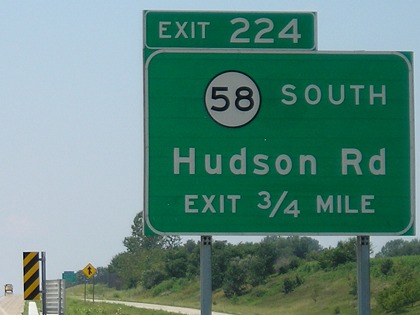 EXIT 224
58 SOUTH
Hudson Rd
EXIT 3/4 MILE